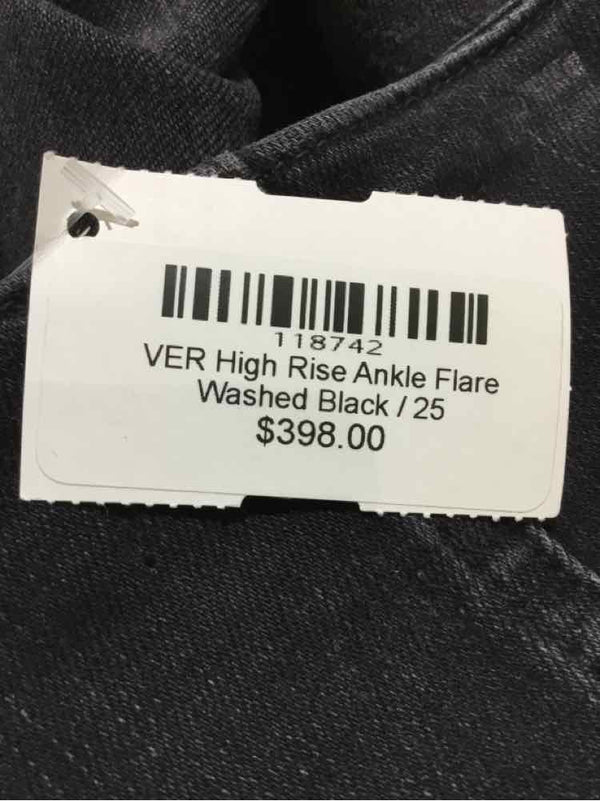 118742
VER High Rise Ankle Flare
Washed Black / 25
$398.00